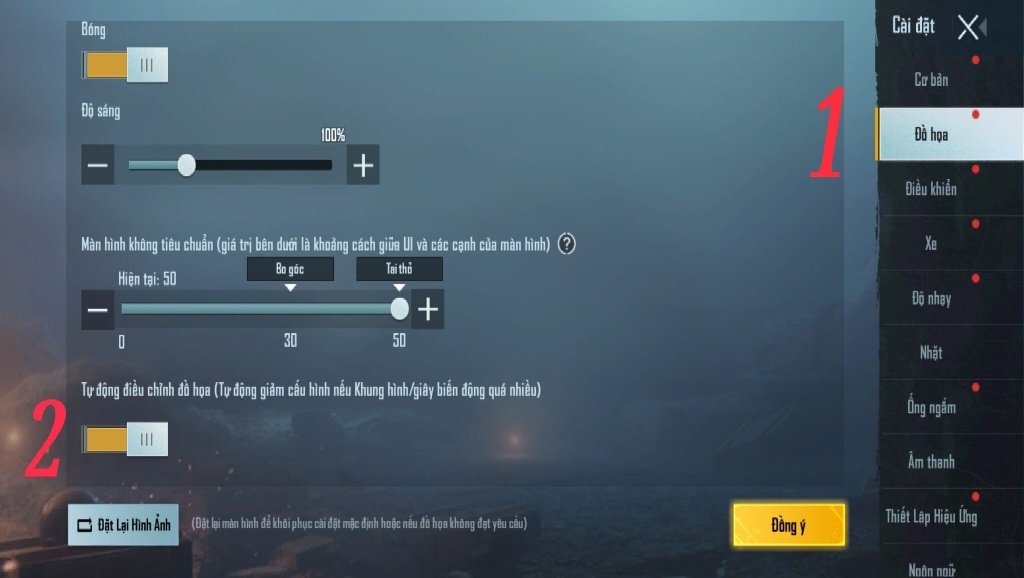 Bóng
Cài đặt
Độ sáng
Cơ bản
100%
1
Đồ họa
Điều khiển
Màn hình không tiêu chuẩn (giá trị bên dưới là khoảng cách giữa UI và các cạnh của màn hình) ?
Xe
Hiện tại: 50
Bo góc
Tai thỏ
Độ nhạy
0
30
50
Nhặt
Tự động điều chỉnh đồ họa (Tự động giảm cấu hình nếu Khung hình/giây biến động quá nhiều)
Ống ngắm
2
Âm thanh
Đặt Lại Hình Ảnh
(Đặt lại màn hình để khôi phục cài đặt mặc định hoặc nếu đồ họa không đạt yêu cầu)
Đồng ý
Thiết Lập Hiệu Ứng
Ngôn ngữ